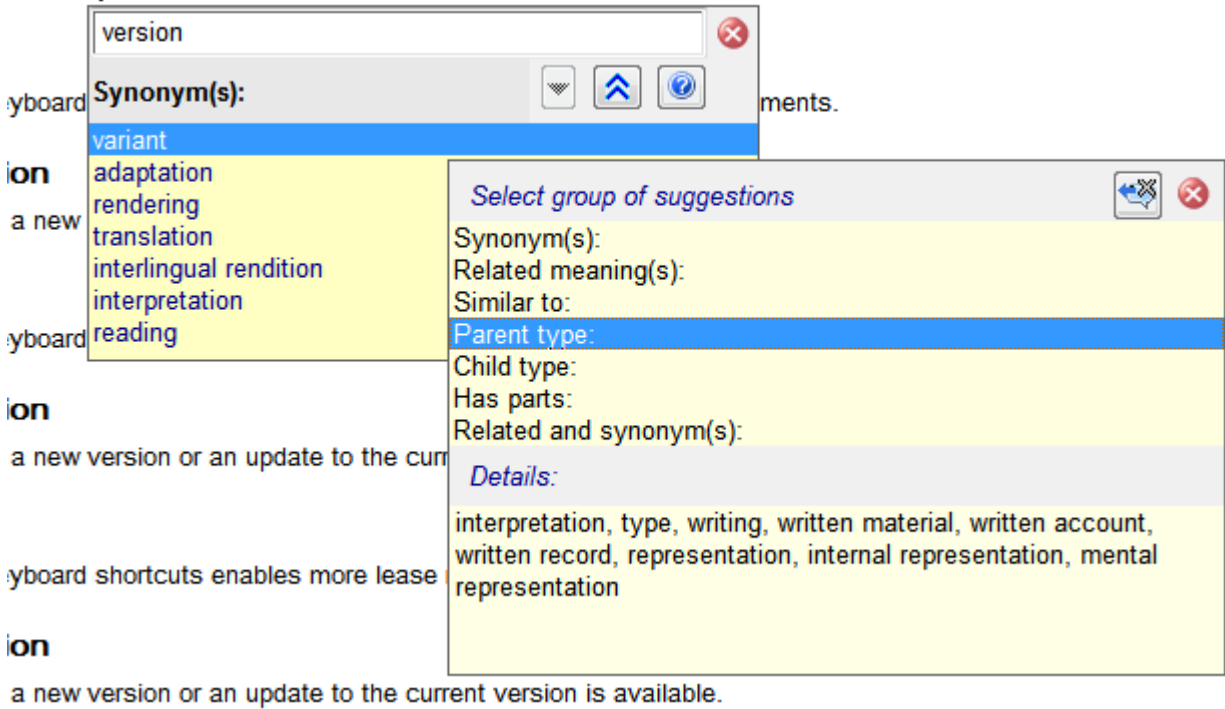 version
Synonym(s):
variant
adaptation
rendering
translation
interlingual rendition
interpretation
reading
Select group of suggestions
Synonym(s):
Related meaning(s):
Similar to:
Parent type:
Child type:
Has parts:
Related and synonym(s):
Details:
interpretation, type, writing, written material, written account,
written record, representation, internal representation, mental
representation
yboard ments.
ion
a new
yboard
ion
a new version or an update to the curr
yboard shortcuts enables more lease
ion
a new version or an update to the current version is available.